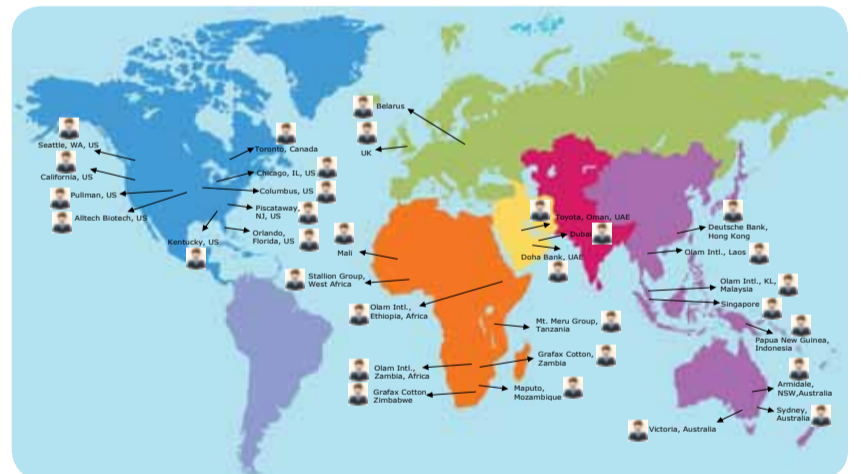 Belarus
UK
Seattle, WA, US
California, US
Pullman, US
Alltech Biotech, US
Kentucky, US
Toronto, Canada
Chicago, IL, US
Columbus, US
Piscataway,
NJ, US
Orlando,
Florida, US
Mali
Stallion Group,
West Africa
Olam Intl.,
Ethiopia, Africa
Olam Intl.,
Zambia, Africa
Grafax Cotton,
Zimbabwe
Mt. Meru Group,
Tanzania
Grafax Cotton,
Zambia
Maputo,
Mozambique
Toyota, Oman, UAE
Dubai
Doha Bank, UAE
Deutsche Bank,
Hong Kong
Olam Intl., Laos
Olam Intl., KL,
Malaysia
Singapore
Papua New Guinea,
Indonesia
Armidale,
NSW,Australia
Sydney,
Australia
Victoria, Australia